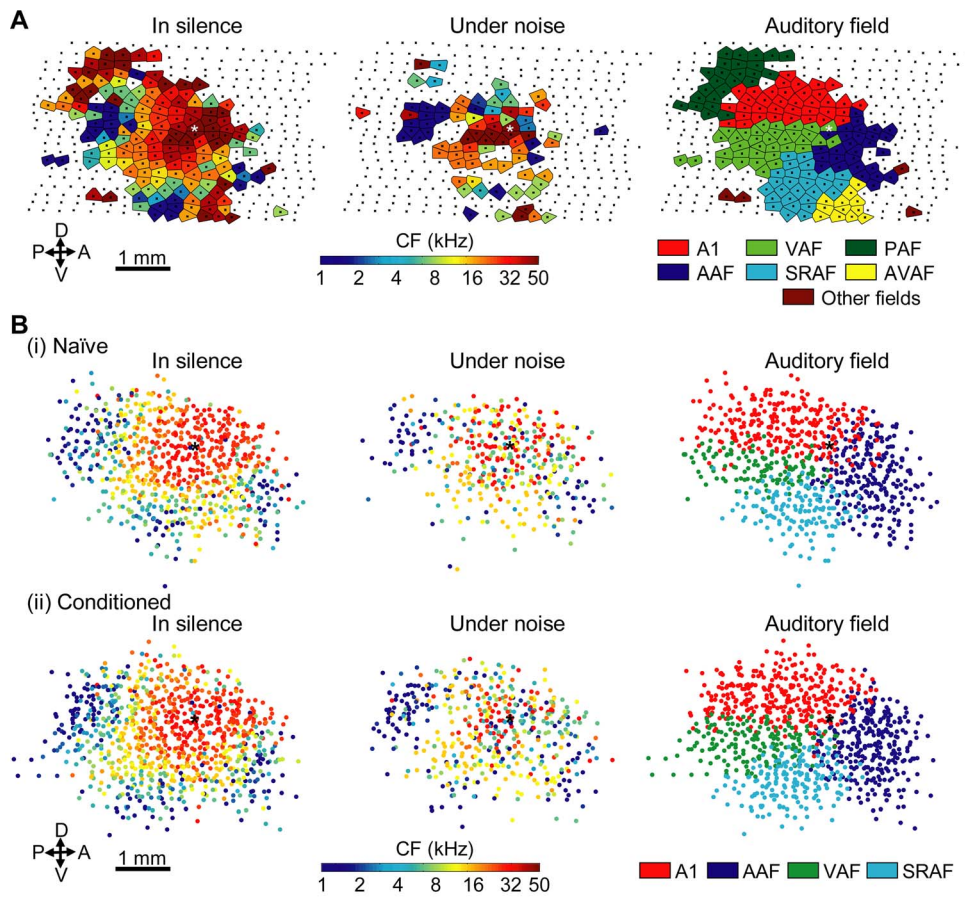 A
In silence
Under noise
Auditory field
*
*
*
D
P
A
V
1 mm
CF (kHz)
1 2 4 8 16 32 50
A1
VAF
PAF
AAF
SRAF
AVAF
Other fields
B
(i) Naïve
In silence
Under noise
Auditory field
*
*
*
(ii) Conditioned
In silence
Under noise
Auditory field
*
*
*
D
P
A
V
1 mm
CF (kHz)
1 2 4 8 16 32 50
A1
AAF
VAF
SRAF